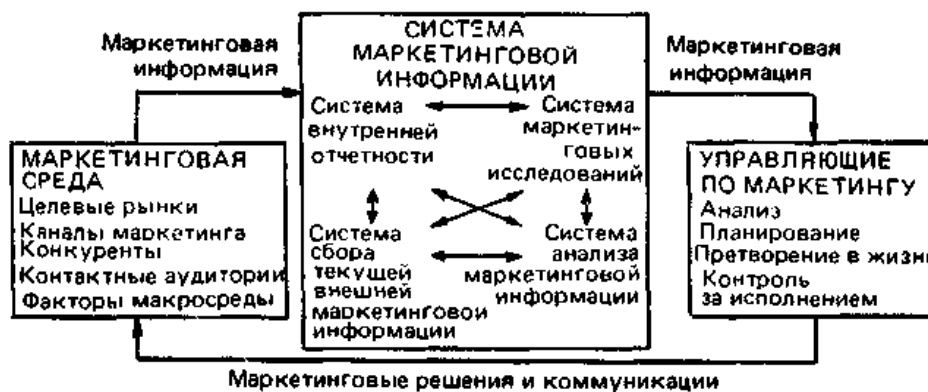 Маркетинговая
информация
СИСТЕМА
МАРКЕТИНГОВОЙ
ИНФОРМАЦИИ
Маркетинговая
информация
Система
внутренней
отчетности
Система
маркетин-
говых
исследований
Система
сбора
текущей
внешней
маркетинговой
информации
Система
анализа
маркетинговой
информации
МАРКЕТИНГОВАЯ
СРЕДА
Целевые рынки
Каналы маркетинга
Конкуренты
Контактные аудитории
Факторы макросреды
УПРАВЛЯЮЩИЕ
ПО МАРКЕТИНГУ
Анализ
Планирование
Претворение в жизнь
Контроль
за исполнением
Маркетинговые решения и коммуникации